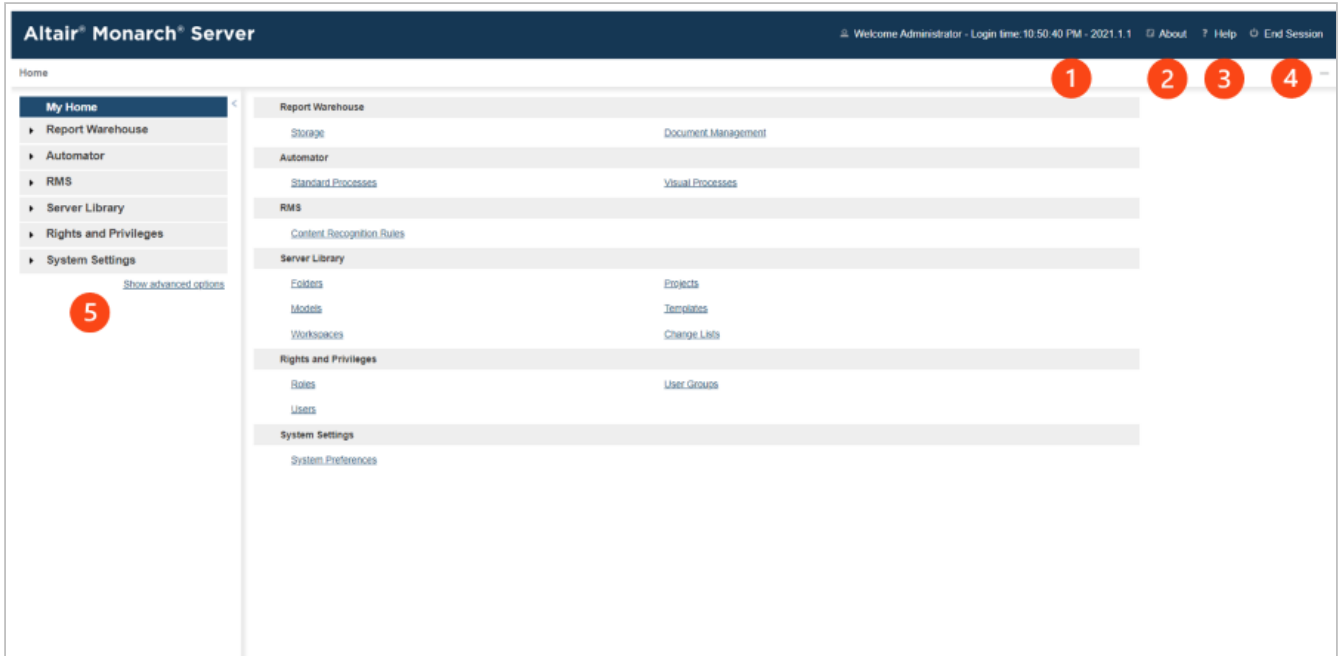 Altair® Monarch® Server
Welcome Administrator - Login time:10:50:40 PM - 2021.1.1 About ? Help End Session
Home
1 2 3 4
My Home
Report Warehouse
Automator
RMS
Server Library
Rights and Privileges
System Settings
Show advanced options
5
Report Warehouse
Storage Document Management
Automator
Standard Processes Visual Processes
RMS
Content Recognition Rules
Server Library
Folders Projects
Models Templates
Workspaces Change Lists
Rights and Privileges
Roles User Groups
Users
System Settings
System Preferences